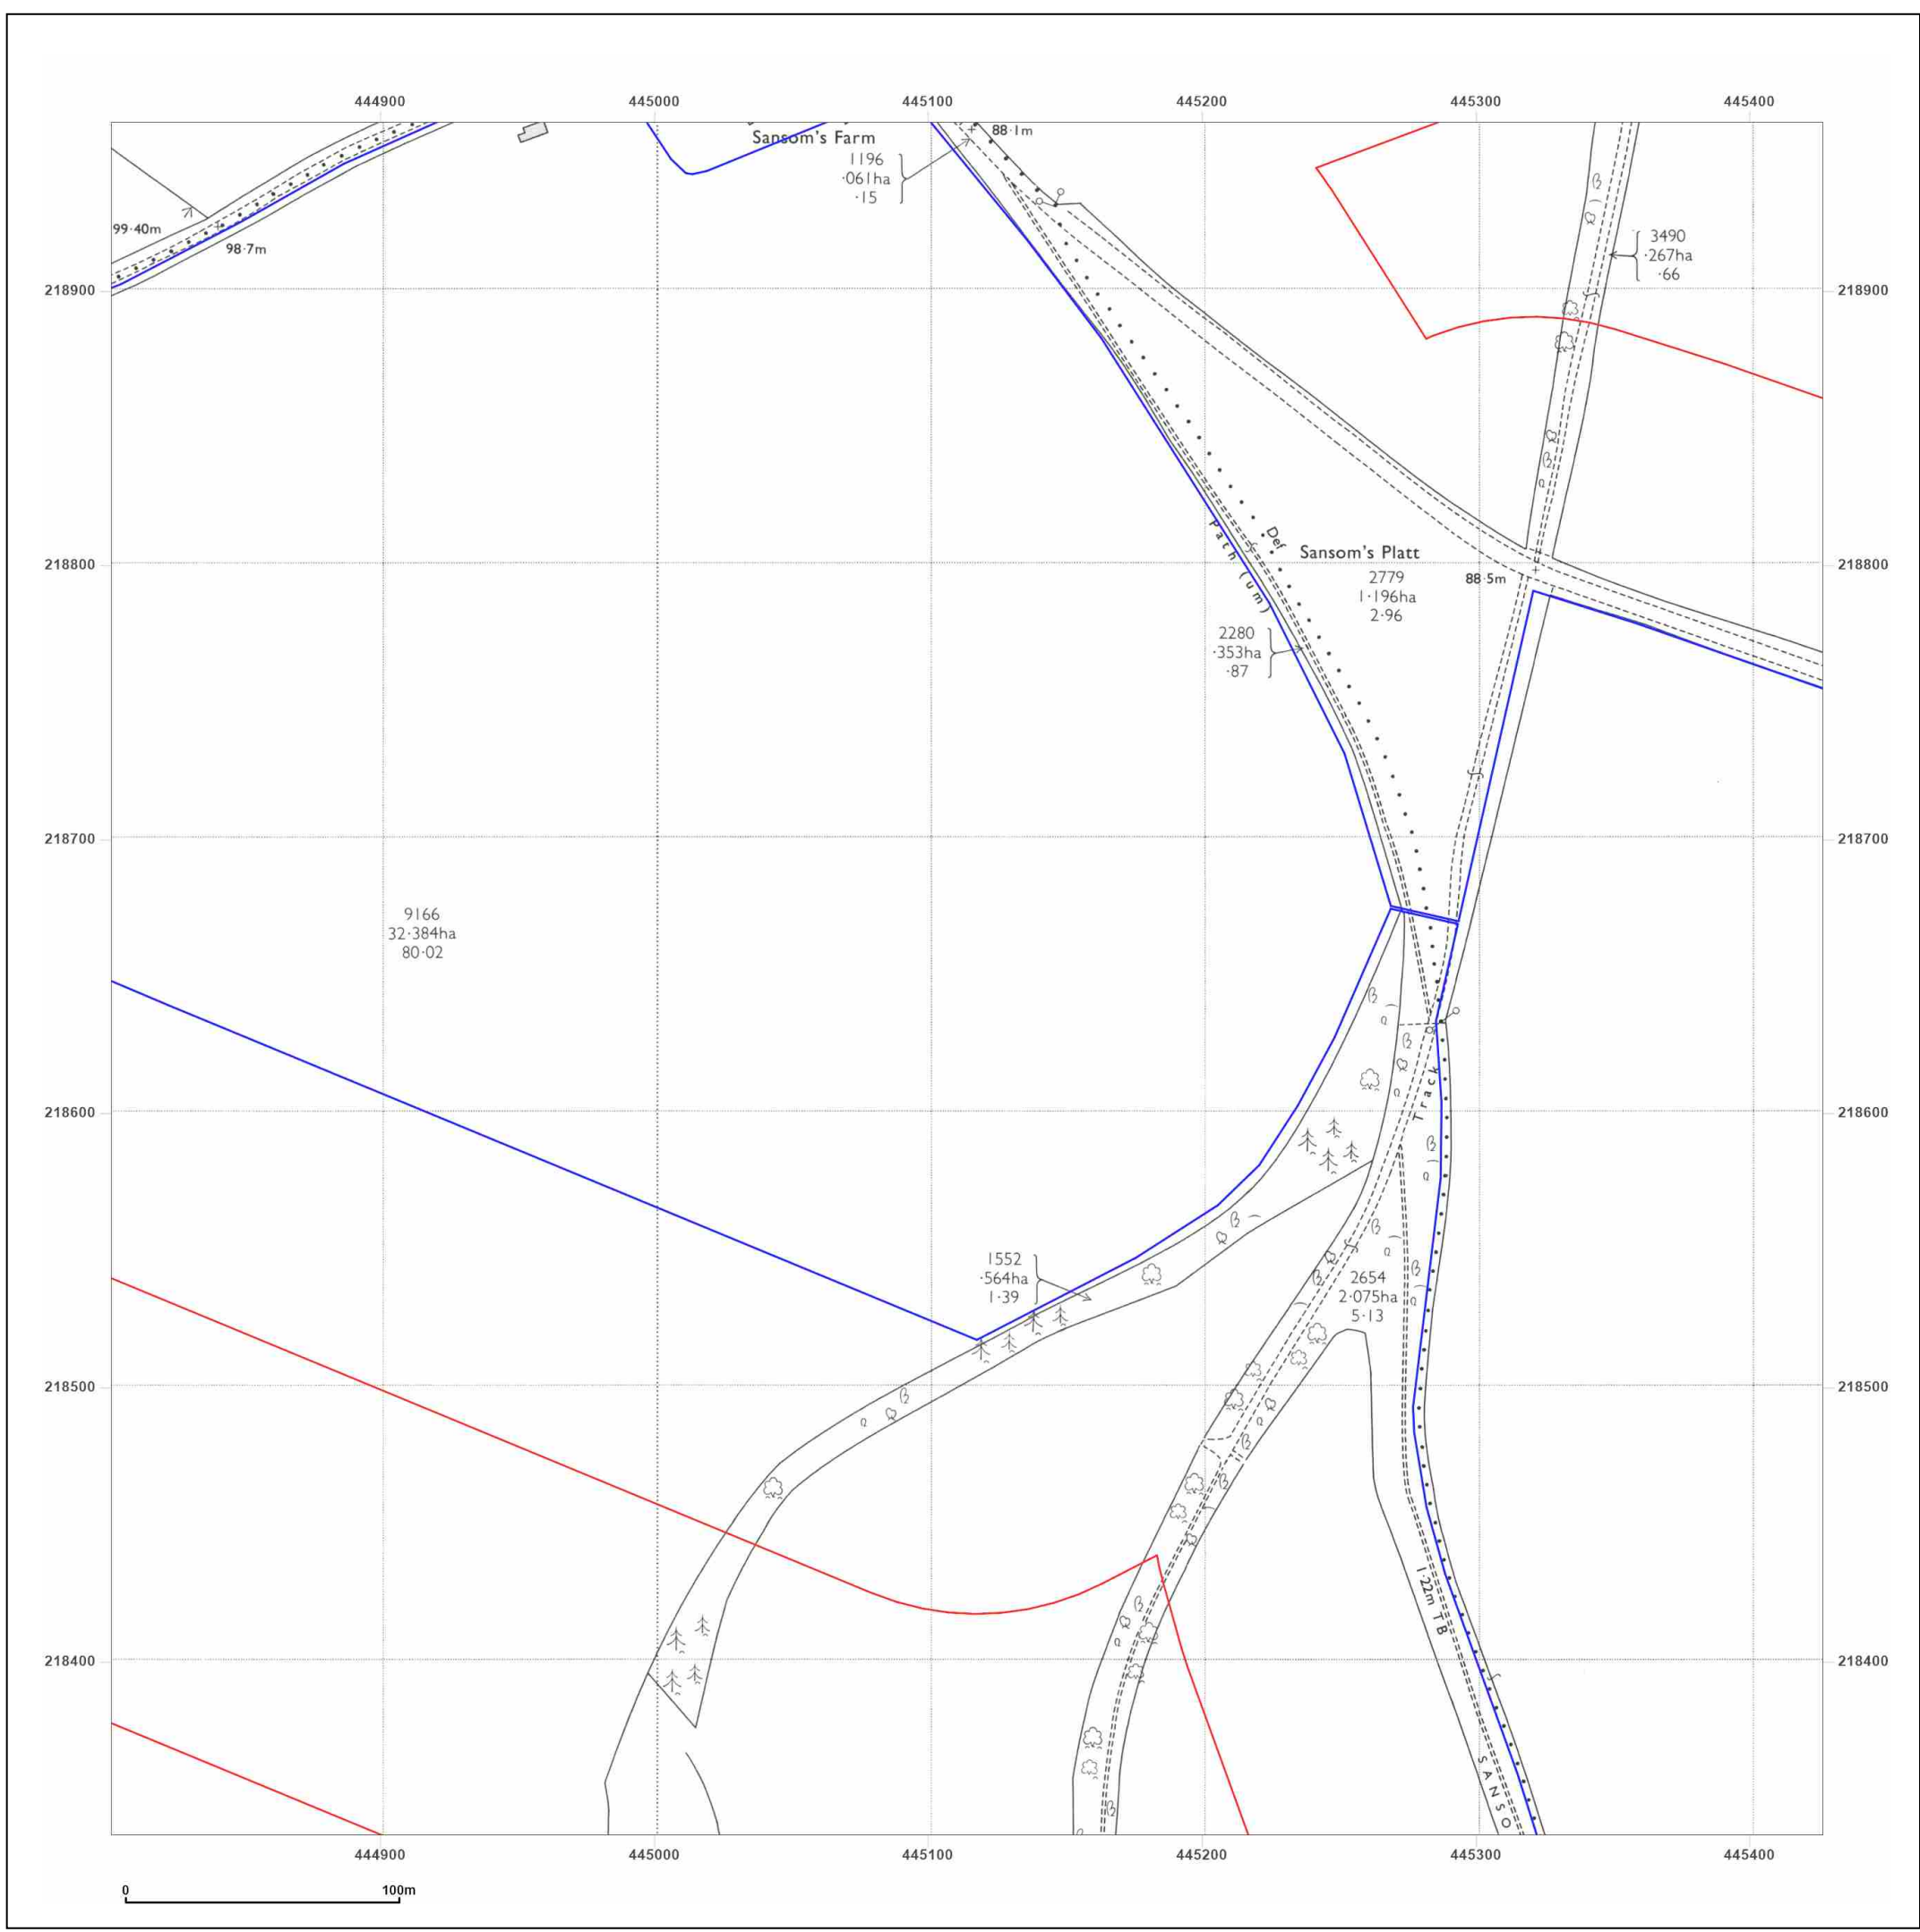 444900 445000 445100 445200 445300 445400
Sansom's Farm
88·1m
1196
·061ha
·15
99·40m
98·7m
3490
·267ha
·66
218900 218900
Def
Path (um)
Sansom's Platt
2779
1·196ha
2·96
88·5m
218800 218800
2280
·353ha
·87
218700 218700
9166
32·384ha
80·02
Track
218600 218600
1552
·564ha
1·39
2654
2·075ha
5·13
218500 218500
1·22m TB
218400 218400
SANSO
444900 445000 445100 445200 445300 445400
0 100m